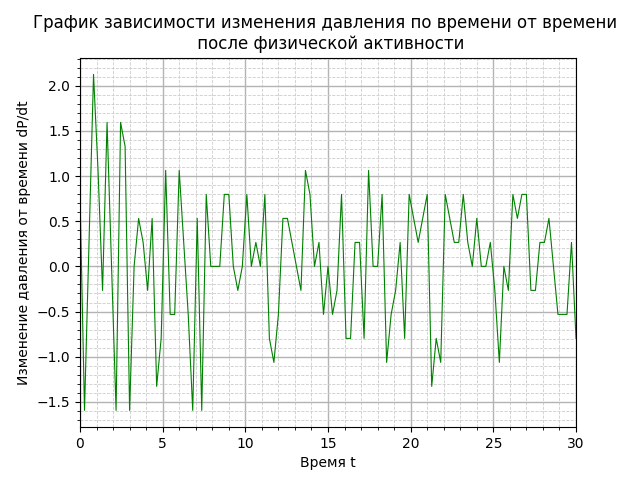 График зависимости изменения давления по времени от времени
после физической активности
Изменение давления от времени dP/dt
2.0
1.5
1.0
0.5
0.0
−0.5
−1.0
−1.5
0 5 10 15 20 25 30
Время t